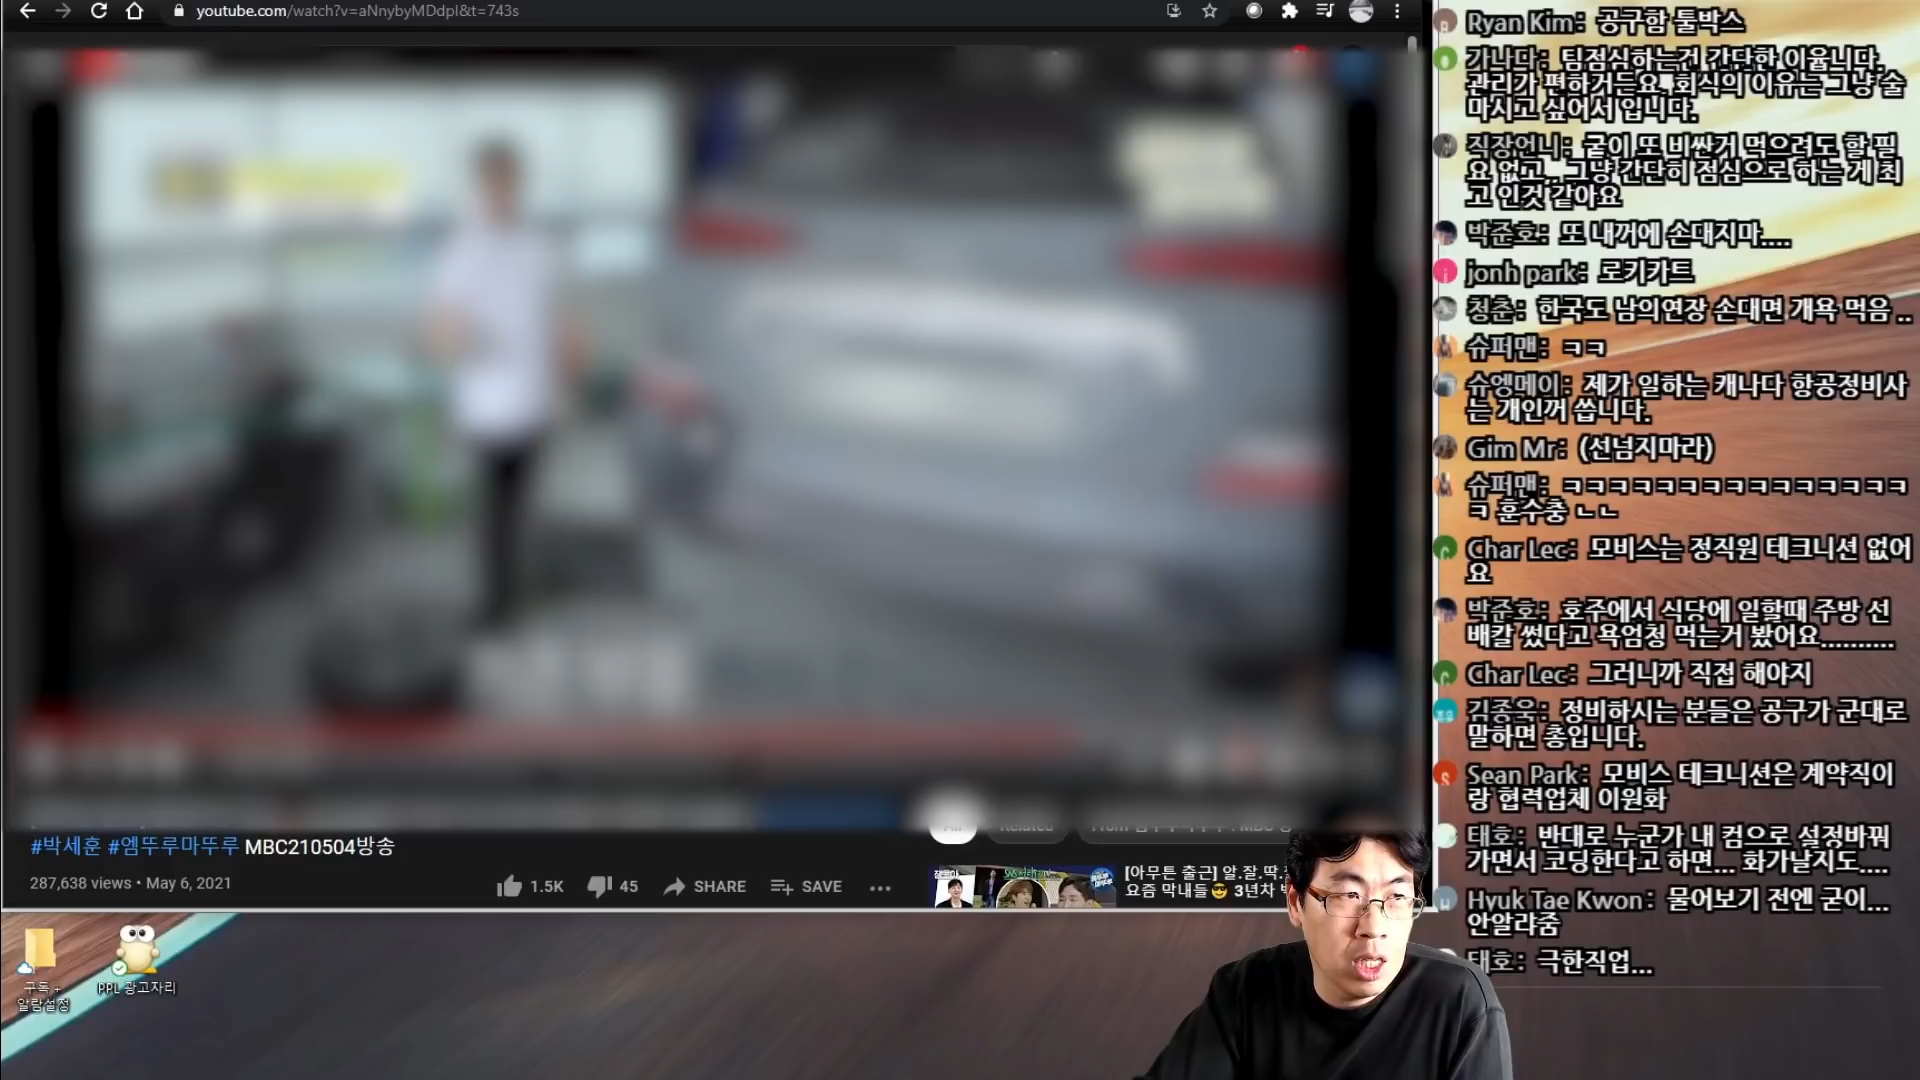 youtube.com/watch?v=aNnybyMDdpI&t=743s
#박세훈 #엠뚜루마뚜루 MBC210504방송
287,638 views • May 6, 2021
1.5K
45
SHARE
SAVE
All
Related
[아무튼 출근] 알.잘.딱.
요즘 막내들😎 3년차
구독 +
알람설정
PPL 광고자리
Ryan Kim: 공구함 툴박스
가나다: 팀점심하는건 간단한 이율니다.
관리가 편하거든요. 회식의 이유는 그냥 술
마시고 싶어서 입니다.
직장언니: 굳이 또 비싼거 먹으려도 할 필
요 없고,, 그냥 간단히 점심으로 하는 게 최
고 인것 같아요
박준호: 또 내꺼에 손대지마.....
jonh park: 로키카트
청춘: 한국도 남의연장 손대면 개욕 먹음 ..
슈퍼맨: ㅋㅋ
슈엥메이: 제가 일하는 캐나다 항공정비사
는 개인꺼 씁니다.
Gim Mr: (선넘지마라)
슈퍼맨: ㅋㅋㅋㅋㅋㅋㅋㅋㅋㅋㅋㅋㅋㅋㅋ
ㅋ 훈수충 ㄴㄴ
Char Lec: 모비스는 정직원 테크니션 없어
요
박준호: 호주에서 식당에 일할때 주방 선
배칼 썼다고 욕엄청 먹는거 봤어요..........
Char Lec: 그러니까 직접 해야지
김종욱: 정비하시는 분들은 공구가 군대로
말하면 총입니다.
Sean Park: 모비스 테크니션은 계약직이
랑 협력업체 이원화
태호: 반대로 누군가 내 컴으로 설정바꿔
가면서 코딩한다고 하면... 화가날지도....
Hyuk Tae Kwon: 물어보기 전엔 굳이...
안알랴줌
태호: 극한직업...